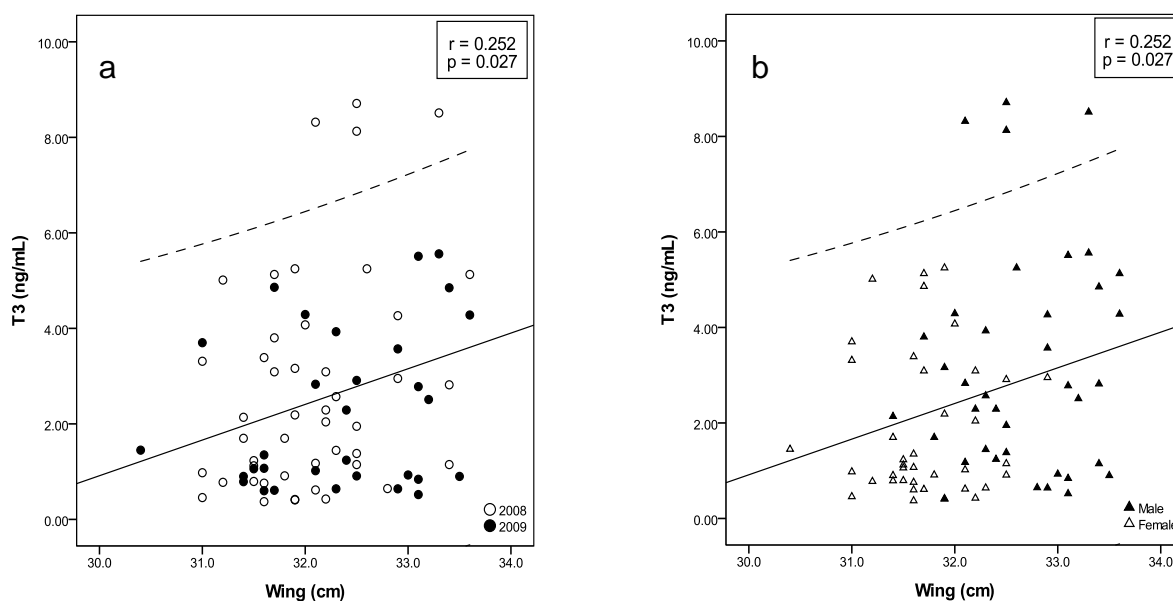 r = 0.252
p = 0.027
a
10.00
8.00
6.00
4.00
2.00
0.00
T3 (ng/mL)
2008
2009
30.0 31.0 32.0 33.0 34.0
Wing (cm)
r = 0.252
p = 0.027
b
10.00
8.00
6.00
4.00
2.00
0.00
T3 (ng/mL)
Male
Female
30.0 31.0 32.0 33.0 34.0
Wing (cm)